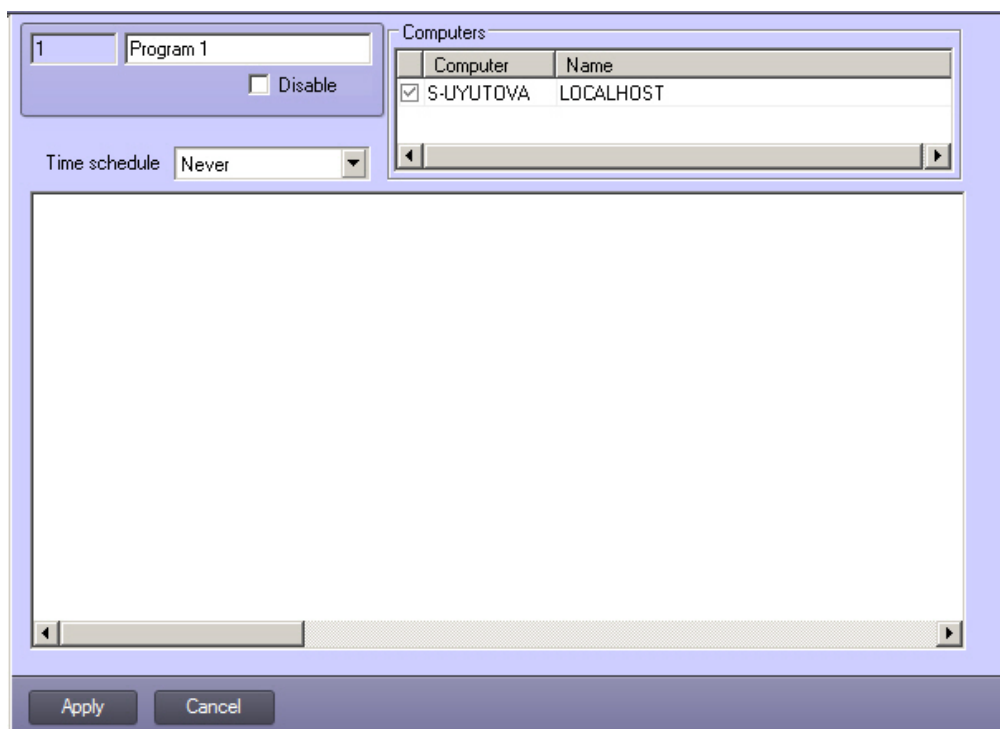 1 Program 1
Disable
Time schedule Never
Computers
Computer Name
S-UYUTOVA LOCALHOST
Apply Cancel